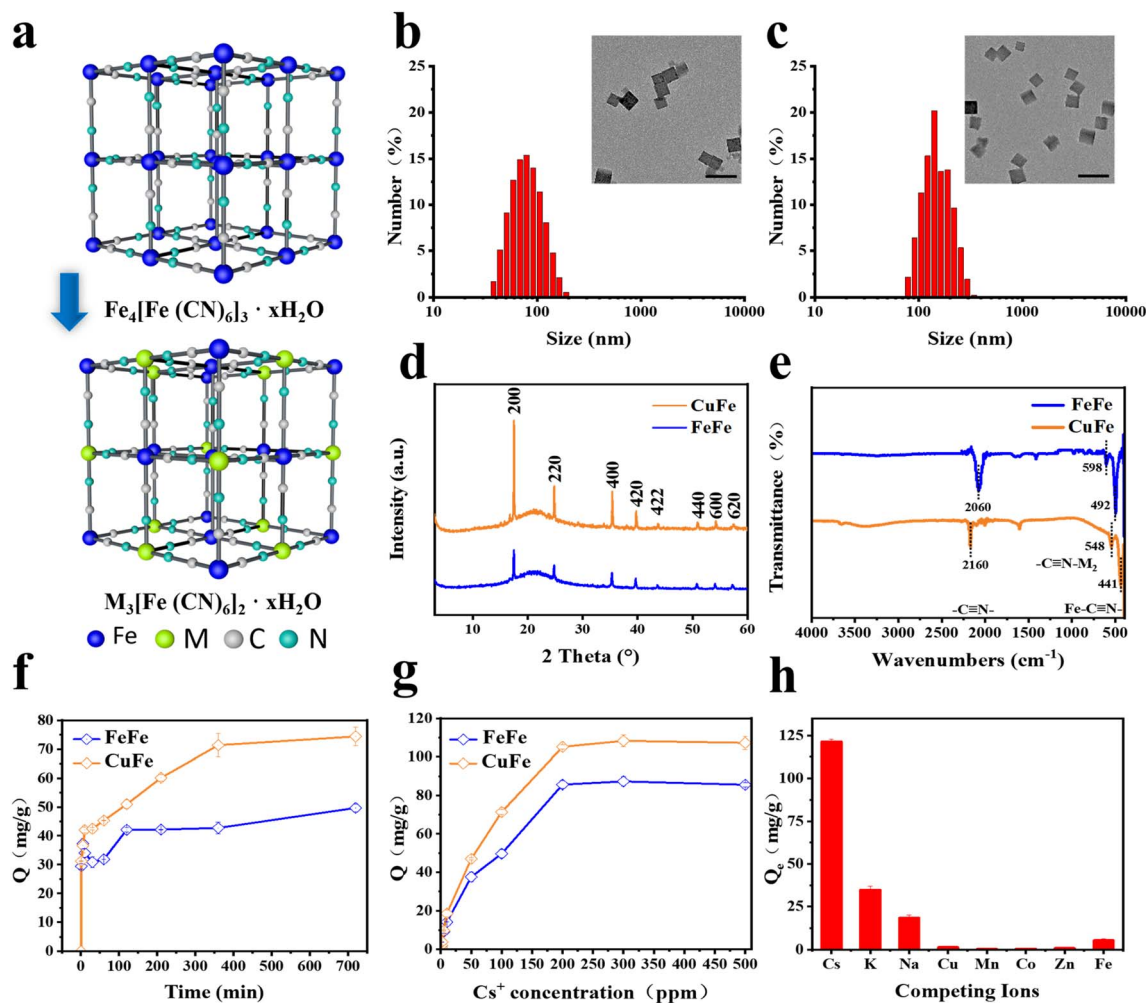 a
Fe₄[Fe (CN)₆]₃ · xH₂O
M₃[Fe (CN)₆]₂ · xH₂O
Fe M C N
b
Number (%)
25
20
15
10
5
0
10 100 1000 10000
Size (nm)
c
Number (%)
25
20
15
10
5
0
10 100 1000 10000
Size (nm)
d
Intensity (a.u.)
CuFe
FeFe
200
220
400
420
422
440
600
620
10 20 30 40 50 60
2 Theta (°)
e
Transmittance (%)
FeFe
CuFe
598
2060
492
2160
548
-C≡N-M₂
441
-C≡N-
Fe-C≡N-
4000 2500 2000 1500 1000 500
Wavenumbers (cm⁻¹)
f
Q (mg/g)
FeFe
CuFe
80
70
60
50
40
30
20
10
0
0 100 200 300 400 500 600 700
Time (min)
g
Q (mg/g)
FeFe
CuFe
120
100
80
60
40
20
0
0 100 200 300 400 500
Cs⁺ concentration (ppm)
h
Qₑ (mg/g)
125
100
75
50
25
0
Cs K Na Cu Mn Co Zn Fe
Competing Ions